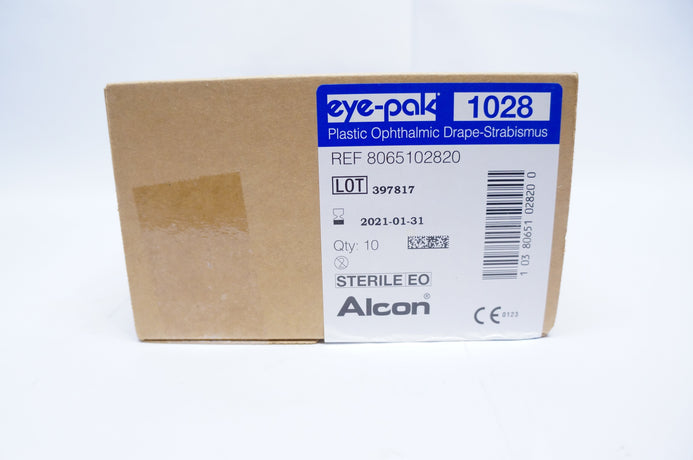 eye-pak® 1028
Plastic Ophthalmic Drape-Strabismus
REF 8065102820
LOT 397817
2021-01-31
Qty: 10
STERILE EO
Alcon®
CE 0123
1 03 80651 02820 0